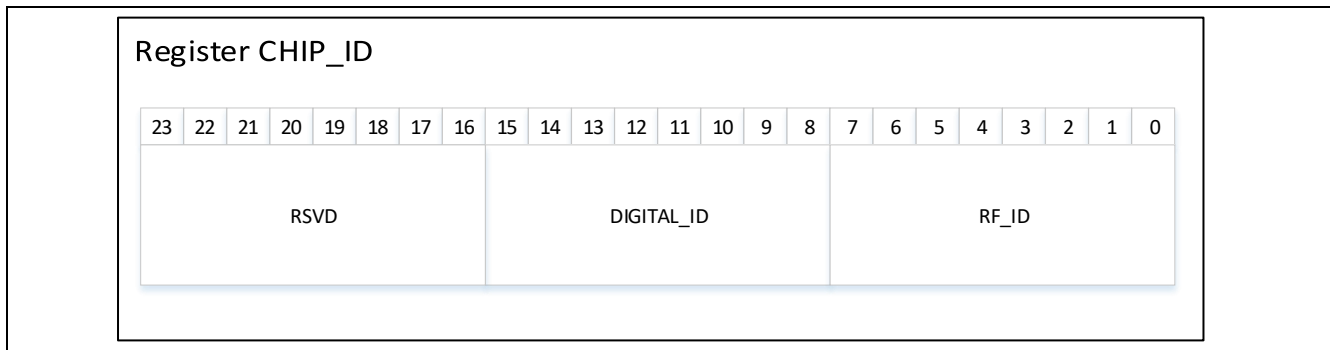 Register CHIP_ID
23 22 21 20 19 18 17 16 15 14 13 12 11 10 9 8 7 6 5 4 3 2 1 0
RSVD DIGITAL_ID RF_ID